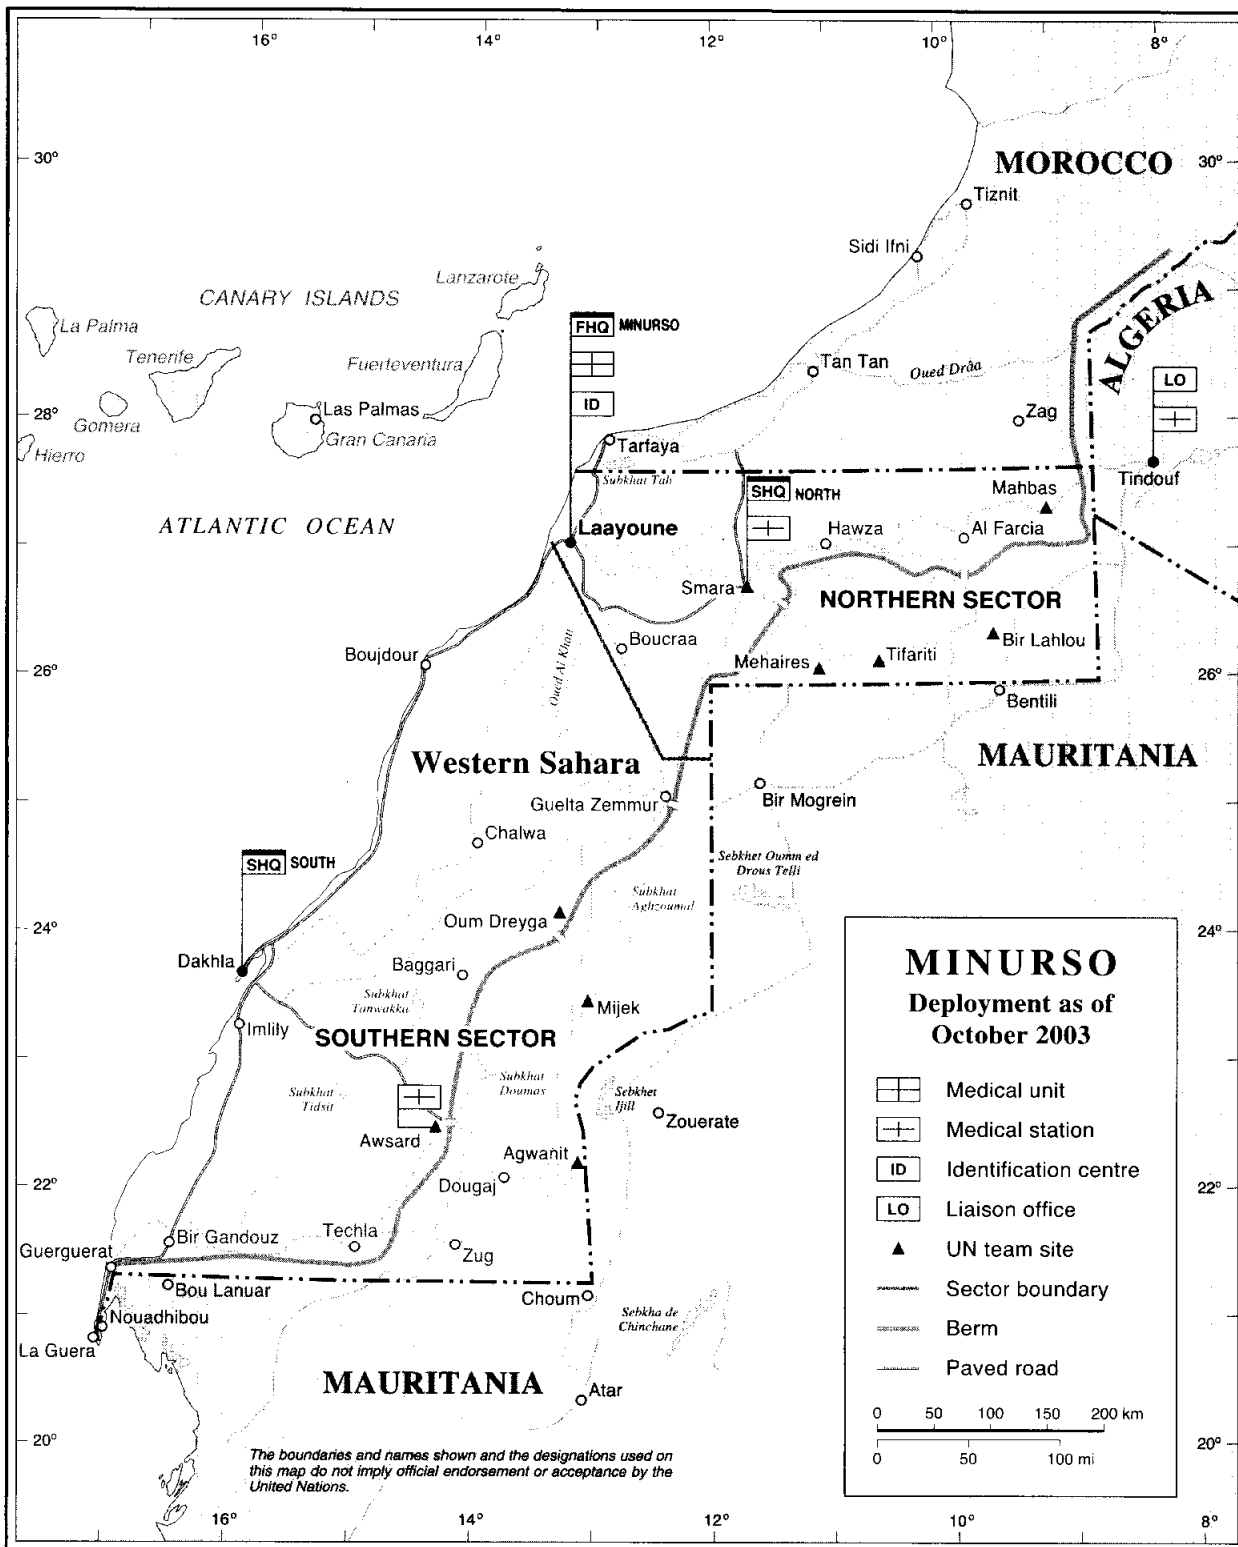 16° 14° 12° 10° 8°
30° MOROCCO 30°
Tiznit
Sidi Ifni
Lanzarote
CANARY ISLANDS
La Palma
FHQ MINURSO
ALGERIA
Tenerife
Fuerteventura
Tan Tan
Oued Drâa
LO
ID
28°
Las Palmas
Zag
Gomera
Gran Canaria
Hierro
Tarfaya
Subkhat Tah
Tindouf
SHQ NORTH
Mahbas
ATLANTIC OCEAN
Laayoune
Hawza
Al Farcia
Smara
NORTHERN SECTOR
Boucraa
Bir Lahlou
Boujdour
Oued Al Khatt
Mehaires
Tifariti
26° 26°
Bentili
Western Sahara
MAURITANIA
Guelta Zemmur
Bir Mogrein
Chalwa
SHQ SOUTH
Sebkhet Oumm ed
Drous Telli
Subkhat
Aghzoumal
Oum Dreyga
24° 24°
Dakhla
Baggari
Subkhat
Tanwakka
Mijek
Imlily
SOUTHERN SECTOR
Subkhat
Tidsit
Subkhat
Doumas
Sebkhet
Ijill
Zouerate
Awsard
Agwanit
Dougaj
22° 22°
Bir Gandouz
Techla
Zug
Guerguerat
Bou Lanuar
Choum
Nouadhibou
La Guera
Sebkha de
Chinchane
MAURITANIA
Atar
20° 20°
MINURSO
Deployment as of
October 2003
Medical unit
Medical station
ID Identification centre
LO Liaison office
UN team site
Sector boundary
Berm
Paved road
0 50 100 150 200 km
0 50 100 mi
The boundaries and names shown and the designations used on
this map do not imply official endorsement or acceptance by the
United Nations.
16° 14° 12° 10° 8°